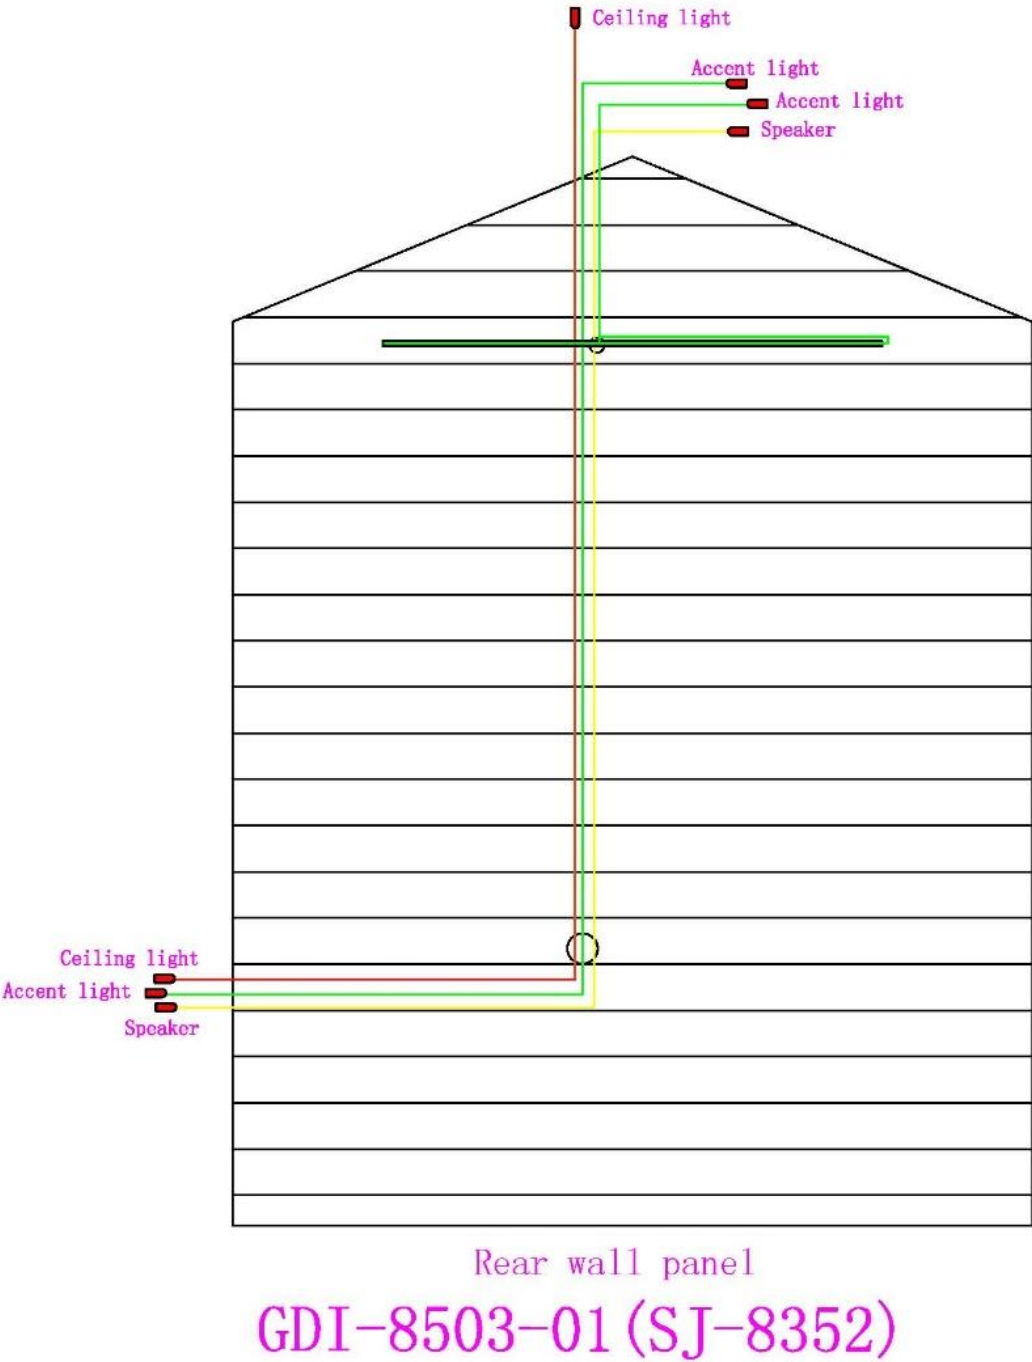 Ceiling light
Accent light
Accent light
Speaker
Ceiling light
Accent light
Speaker
Rear wall panel
GDI-8503-01(SJ-8352)